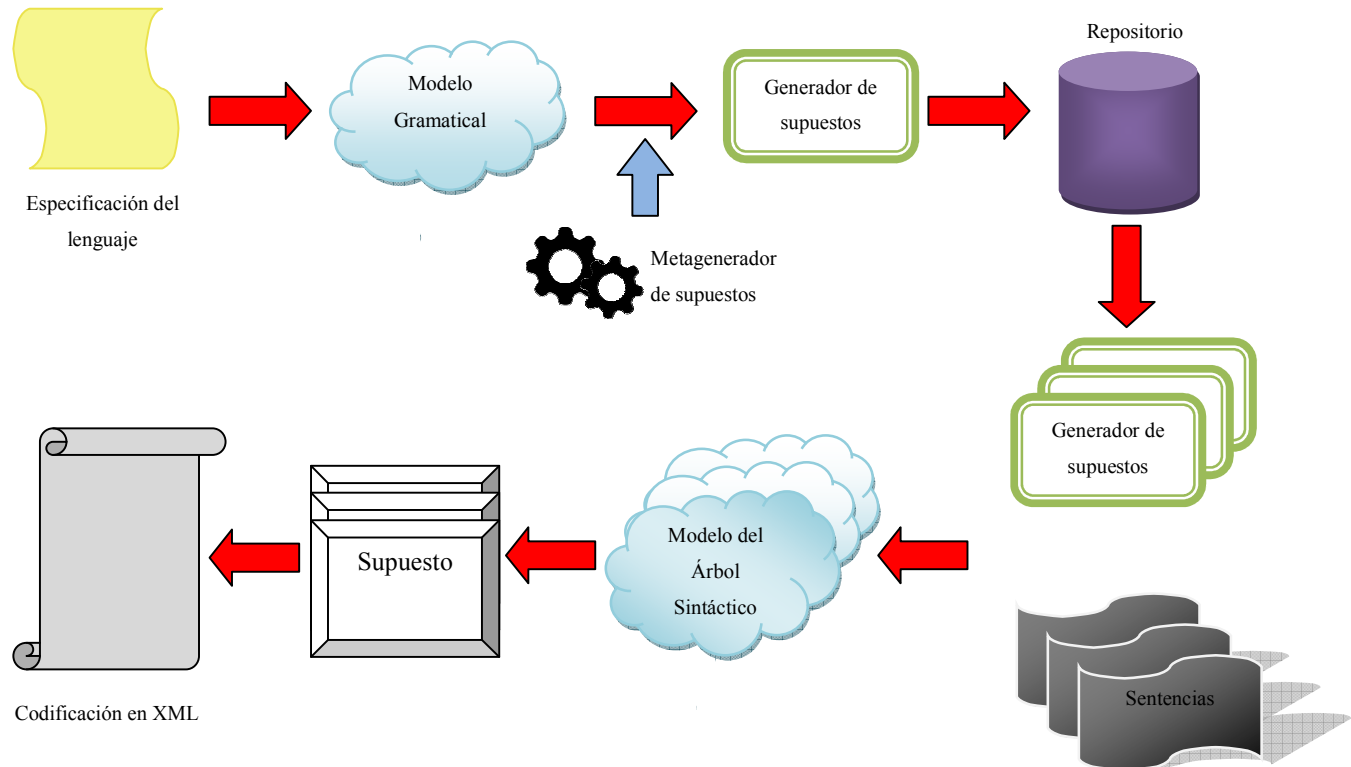 Especificación del
lenguaje
Modelo
Gramatical
Metagenerador
de supuestos
Generador de
supuestos
Repositorio
Generador de
supuestos
Sentencias
Modelo del
Árbol
Sintáctico
Supuesto
Codificación en XML